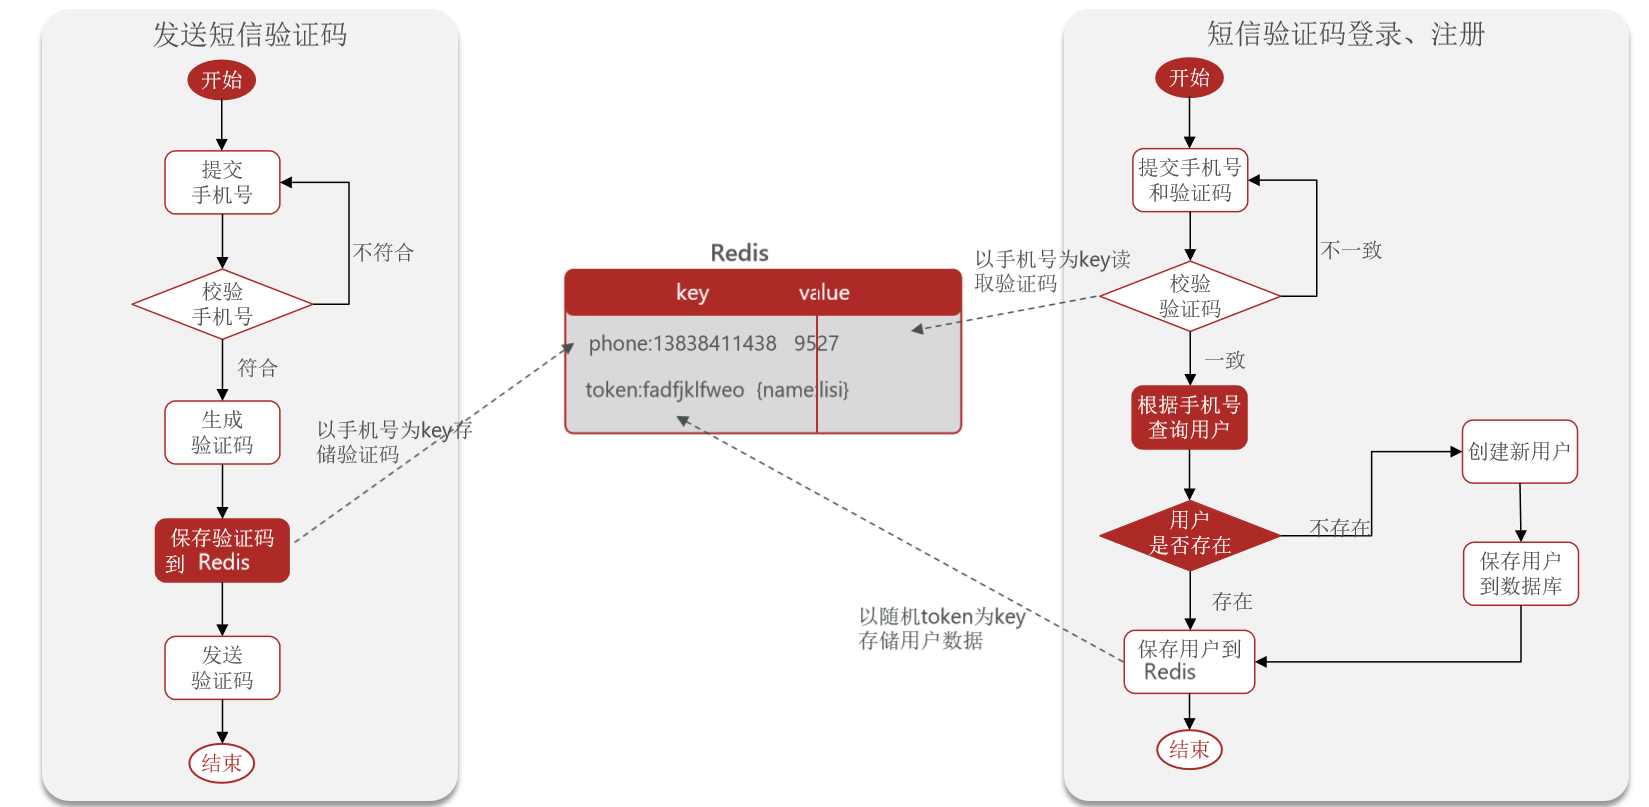 发送短信验证码
开始
提交
手机号
不符合
校验
手机号
符合
生成
验证码
以手机号为key存
储验证码
保存验证码
到 Redis
发送
验证码
结束
Redis
key value
phone:13838411438 9527
token:fadfjklfweo {name:lisi}
以手机号为key读
取验证码
以随机token为key
存储用户数据
短信验证码登录、注册
开始
提交手机号
和验证码
不一致
校验
验证码
一致
根据手机号
查询用户
用户
是否存在
不存在
创建新用户
保存用户
到数据库
存在
保存用户到
Redis
结束